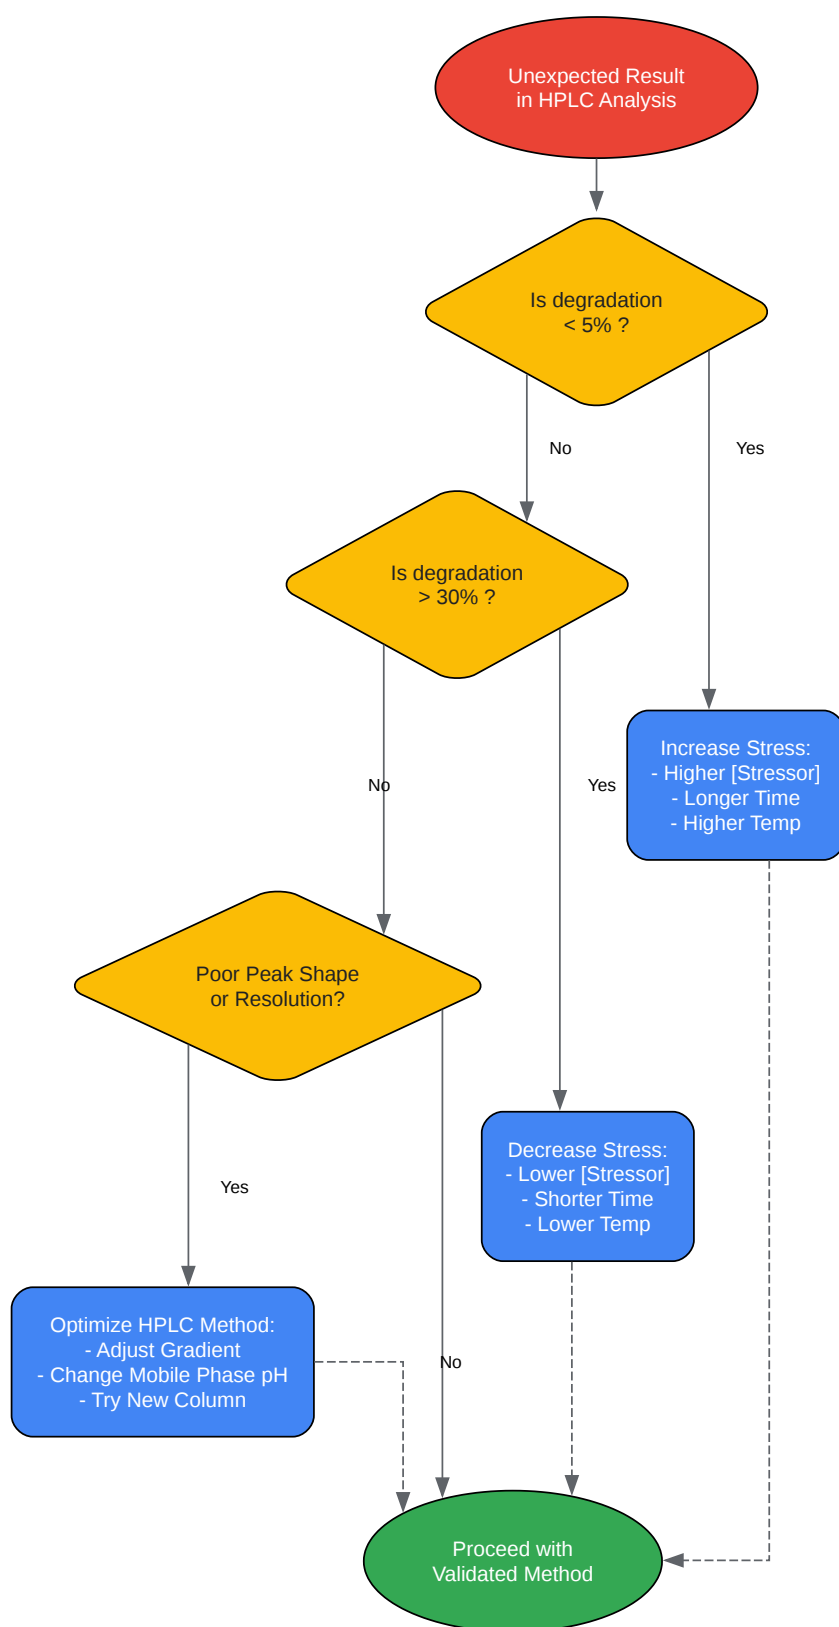 Unexpected Result
in HPLC Analysis
Is degradation
< 5% ?
No
Yes
Is degradation
> 30% ?
No
Yes
Increase Stress:
- Higher [Stressor]
- Longer Time
- Higher Temp
Poor Peak Shape
or Resolution?
Yes
Decrease Stress:
- Lower [Stressor]
- Shorter Time
- Lower Temp
Optimize HPLC Method:
- Adjust Gradient
- Change Mobile Phase pH
- Try New Column
No
Proceed with
Validated Method